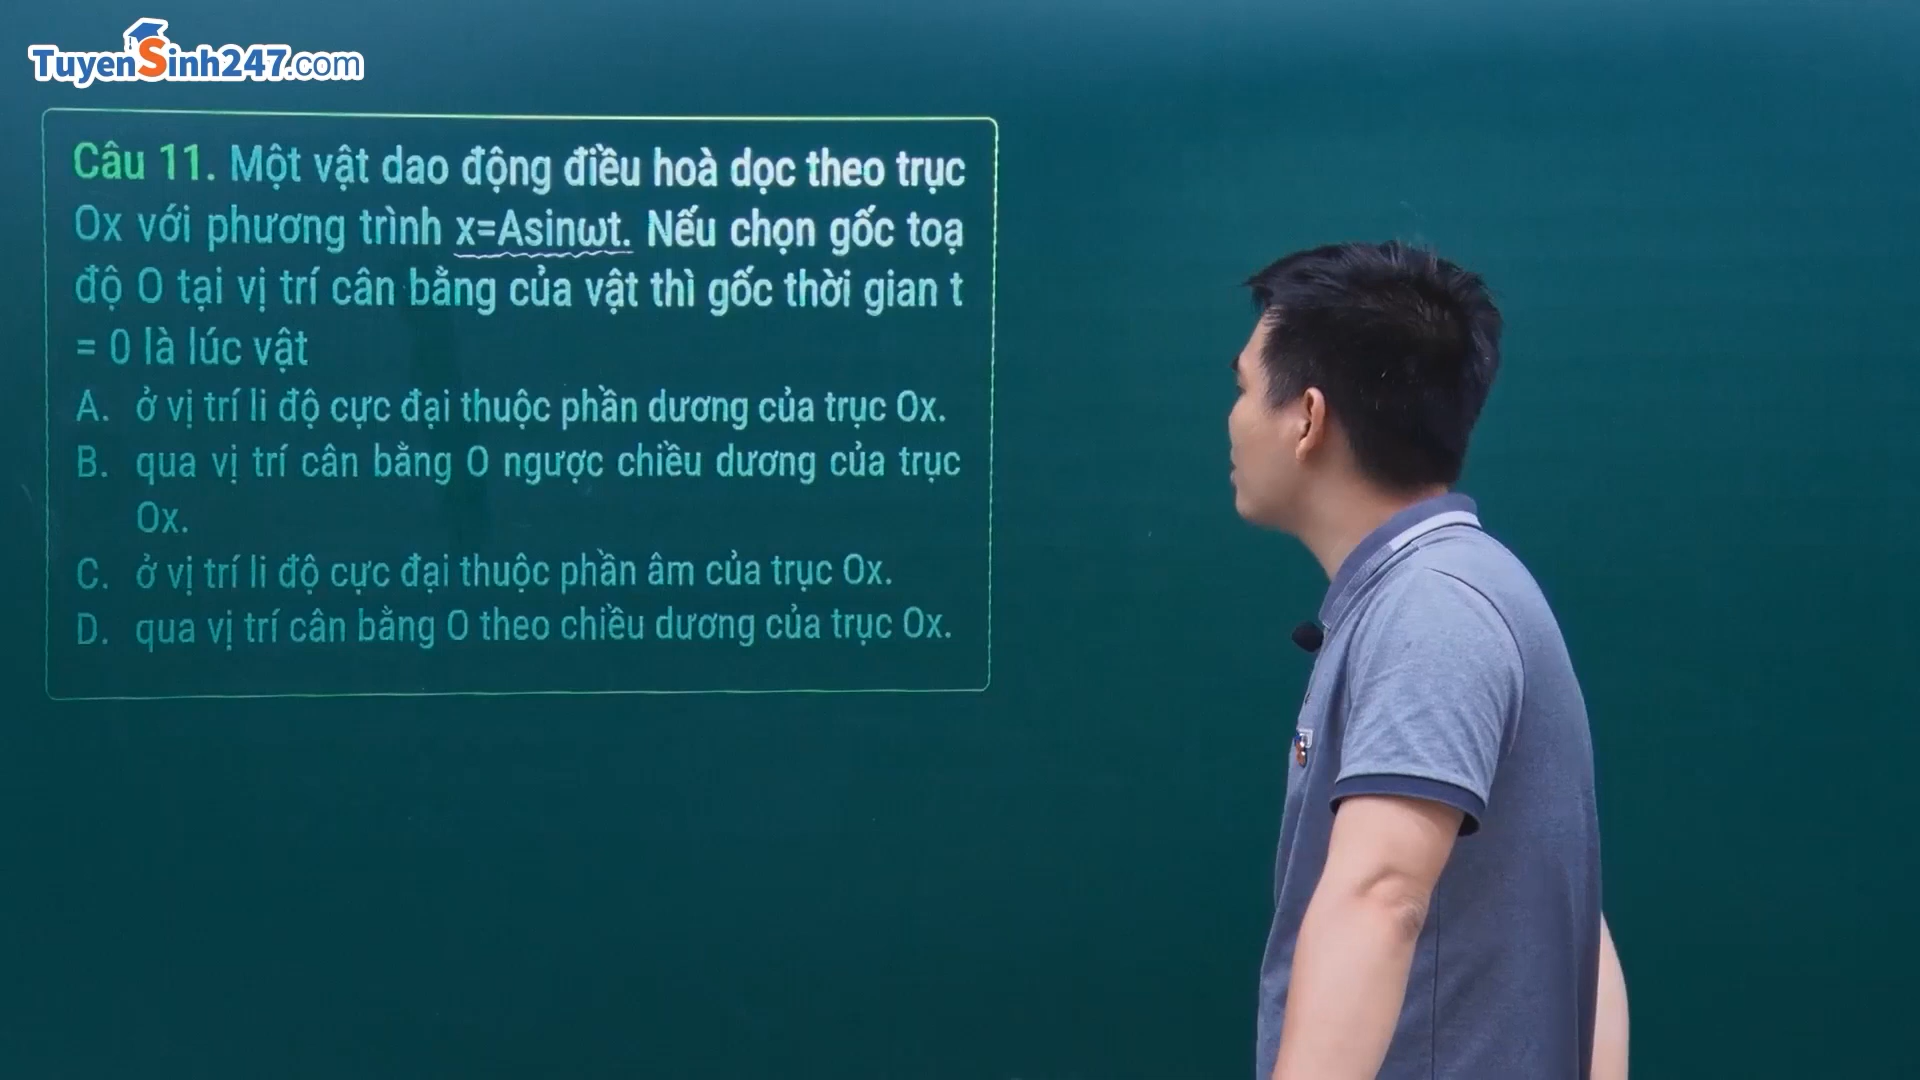 TuyenSinh247.com
Câu 11. Một vật dao động điều hoà dọc theo trục
Ox với phương trình x=Asinωt. Nếu chọn gốc toạ
độ O tại vị trí cân bằng của vật thì gốc thời gian t
= 0 là lúc vật
A. ở vị trí li độ cực đại thuộc phần dương của trục Ox.
B. qua vị trí cân bằng O ngược chiều dương của trục
Ox.
C. ở vị trí li độ cực đại thuộc phần âm của trục Ox.
D. qua vị trí cân bằng O theo chiều dương của trục Ox.